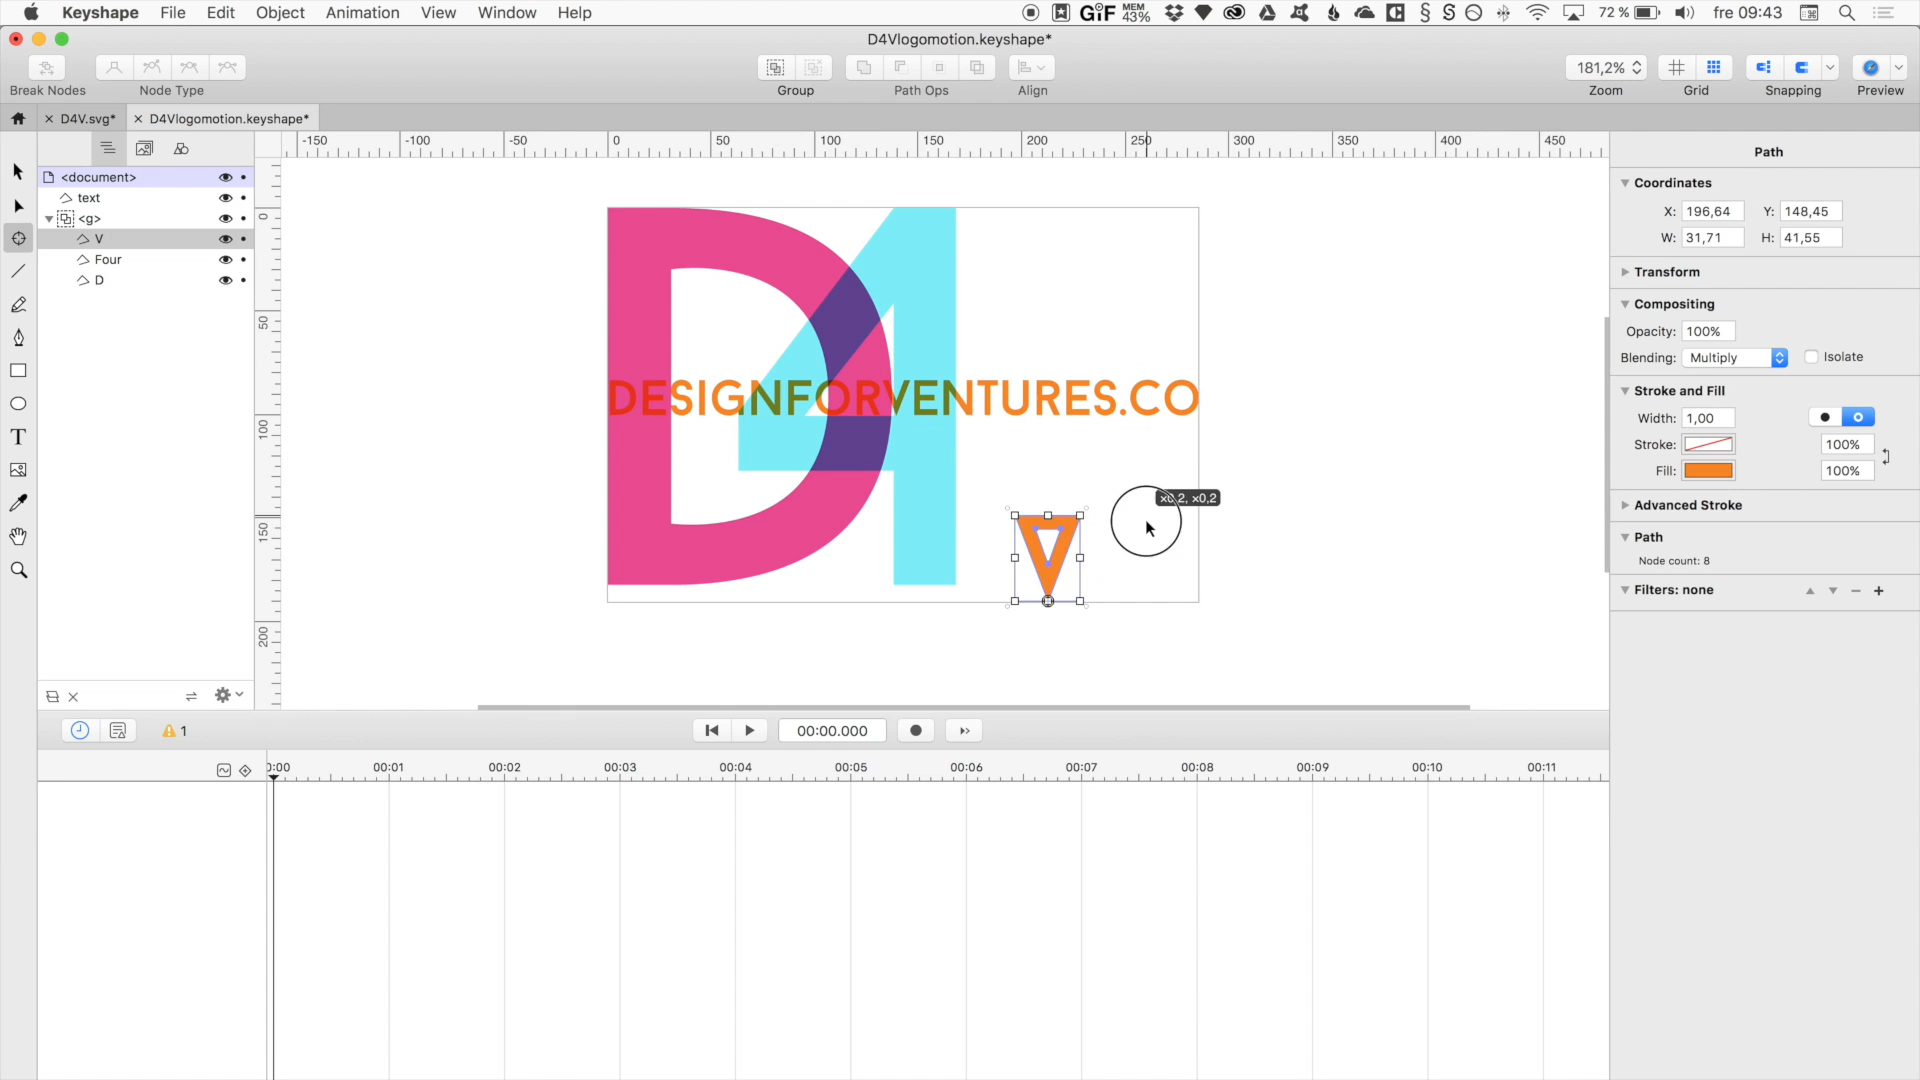 Keyshape File Edit Object Animation View Window Help GIF MEM 43% 72 % fre 09:43
D4Vlogomotion.keyshape*
181,2%
Break Nodes Node Type Group Path Ops Align Zoom Grid Snapping Preview
D4V.svg* D4Vlogomotion.keyshape*
-150 -100 -50 0 50 100 150 200 250 300 350 400 450
0
50
100
150
200
<document>
text
<g>
V
Four
D
D4
DESIGNFORVENTURES.CO
V
×0,2, ×0,2
Path
Coordinates
X: 196,64 Y: 148,45
W: 31,71 H: 41,55
Transform
Compositing
Opacity: 100%
Blending: Multiply Isolate
Stroke and Fill
Width: 1,00
Stroke: 100%
Fill: 100%
Advanced Stroke
Path
Node count: 8
Filters: none
1
00:00.000
0:00 00:01 00:02 00:03 00:04 00:05 00:06 00:07 00:08 00:09 00:10 00:11